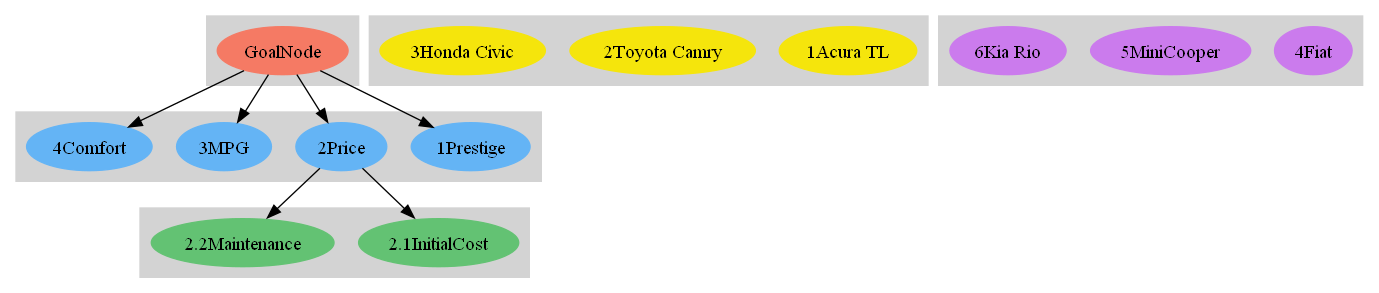 GoalNode
3Honda Civic
2Toyota Camry
1Acura TL
6Kia Rio
5MiniCooper
4Fiat
4Comfort
3MPG
2Price
1Prestige
2.2Maintenance
2.1InitialCost